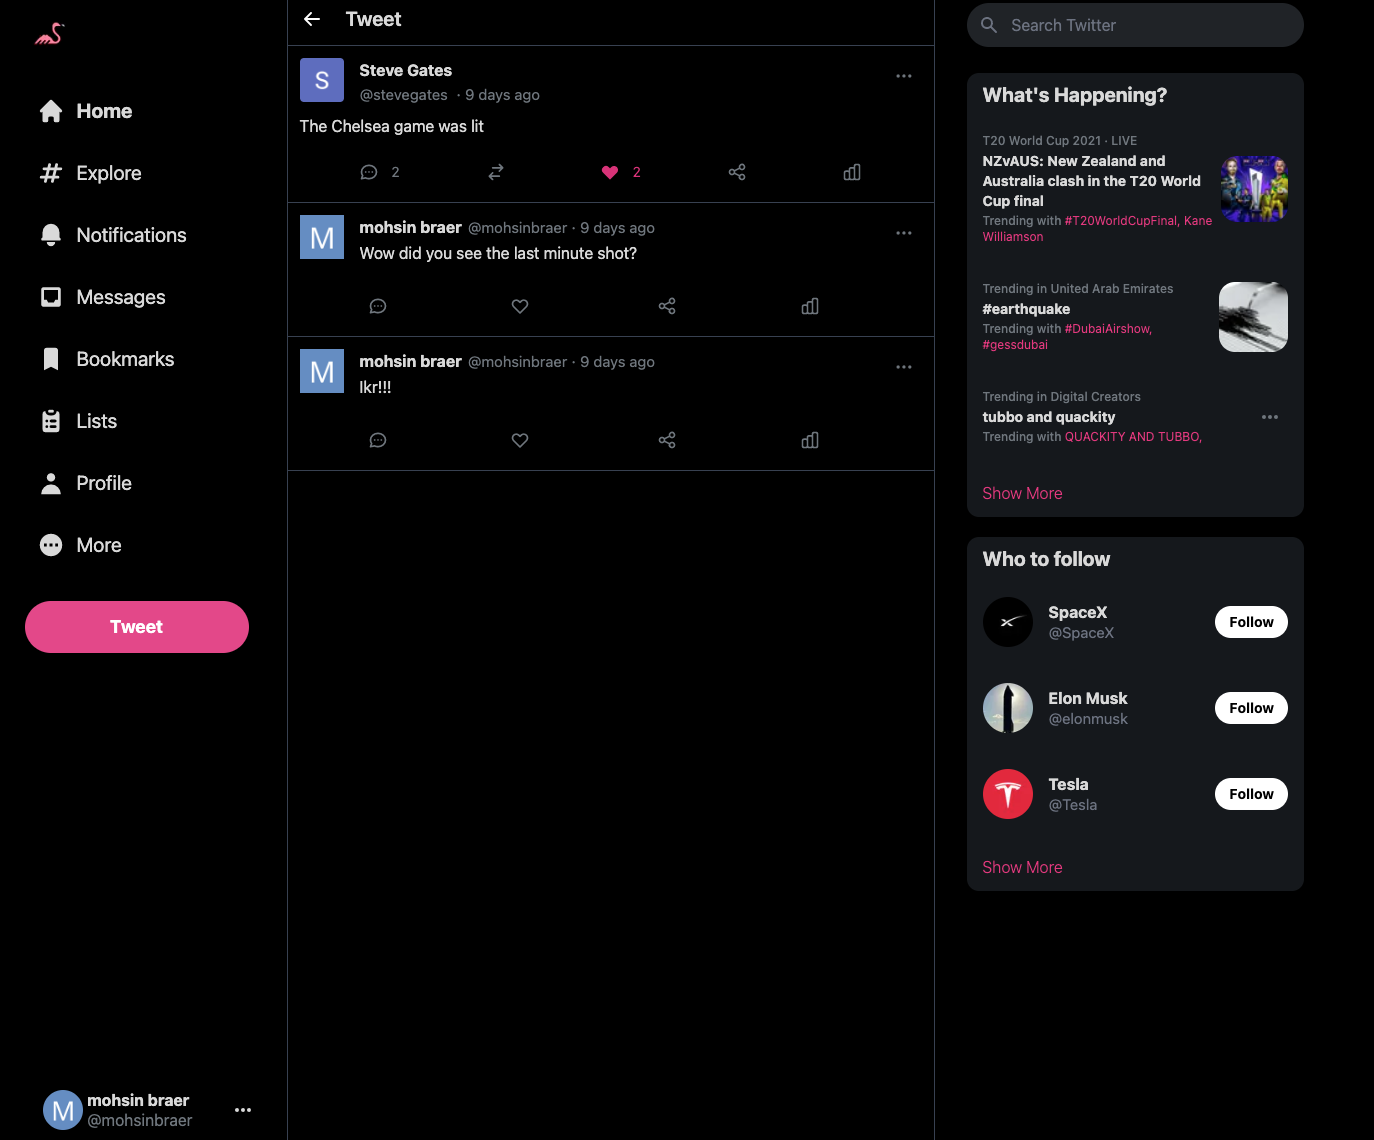 Home
Explore
Notifications
Messages
Bookmarks
Lists
Profile
More
Tweet
M mohsin braer
@mohsinbraer
Tweet
S Steve Gates
@stevegates · 9 days ago
The Chelsea game was lit
2 2
M mohsin braer @mohsinbraer · 9 days ago
Wow did you see the last minute shot?
M mohsin braer @mohsinbraer · 9 days ago
Ikr!!!
Search Twitter
What's Happening?
T20 World Cup 2021 · LIVE
NZvAUS: New Zealand and
Australia clash in the T20 World
Cup final
Trending with #T20WorldCupFinal, Kane
Williamson
Trending in United Arab Emirates
#earthquake
Trending with #DubaiAirshow,
#gessdubai
Trending in Digital Creators
tubbo and quackity
Trending with QUACKITY AND TUBBO,
Show More
Who to follow
SpaceX
@SpaceX
Follow
Elon Musk
@elonmusk
Follow
Tesla
@Tesla
Follow
Show More